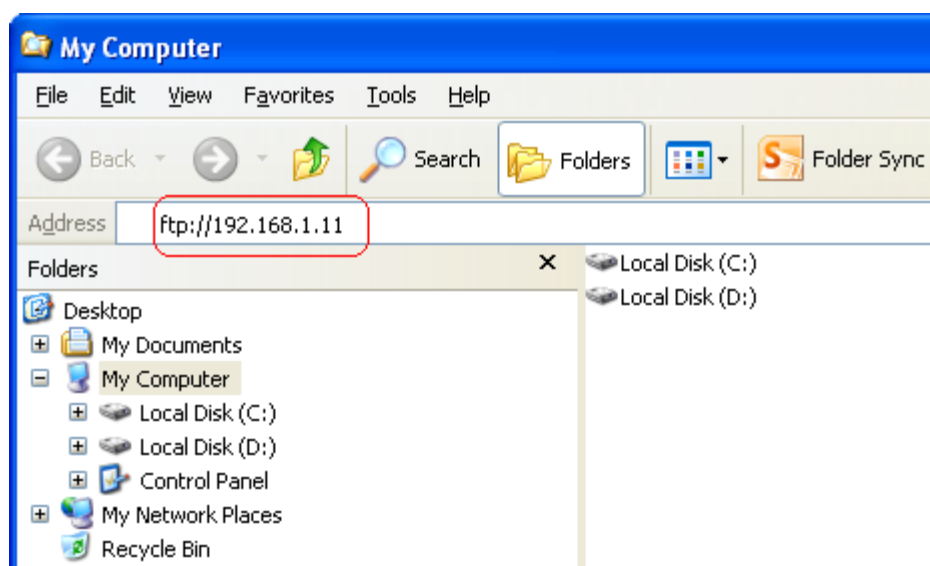 My Computer
File Edit View Favorites Tools Help
Back Search Folders Folder Sync
Address ftp://192.168.1.11
Folders
Local Disk (C:)
Local Disk (D:)
Desktop
My Documents
My Computer
Local Disk (C:)
Local Disk (D:)
Control Panel
My Network Places
Recycle Bin